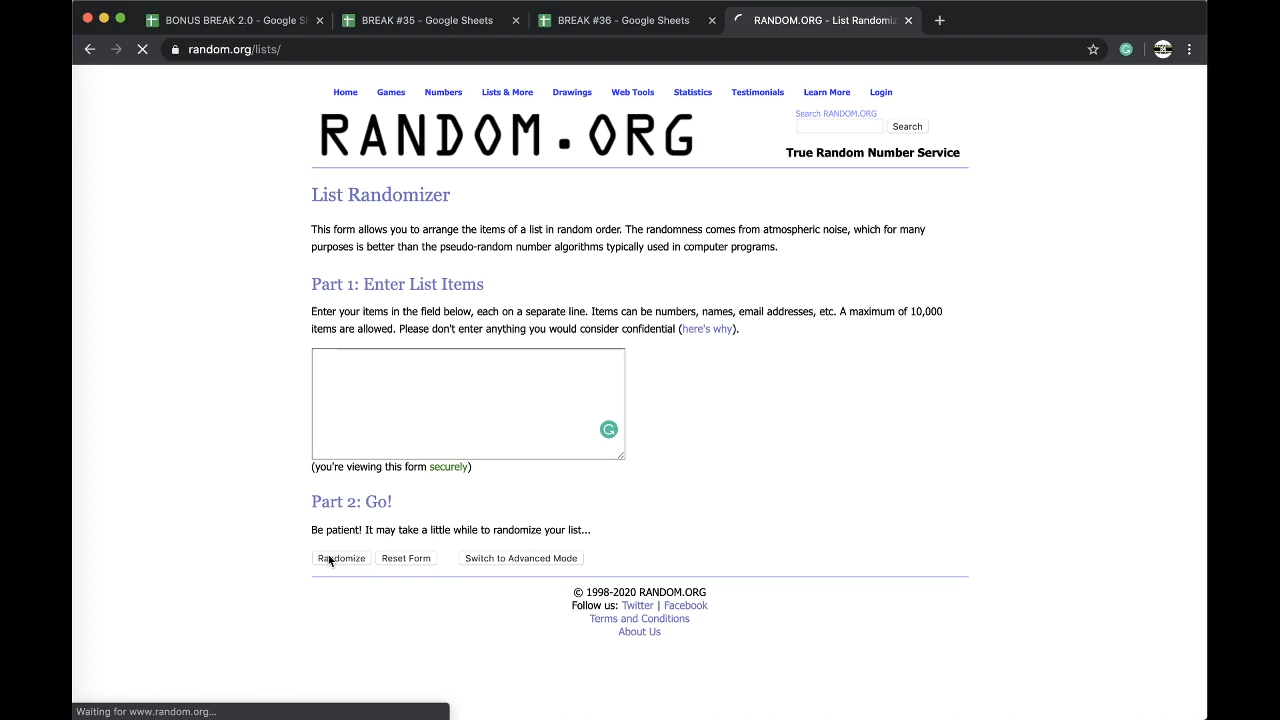 BONUS BREAK 2.0 - Google S
BREAK #35 - Google Sheets
BREAK #36 - Google Sheets
RANDOM.ORG - List Randomiz
random.org/lists/
Home Games Numbers Lists & More Drawings Web Tools Statistics Testimonials Learn More Login
Search RANDOM.ORG
RANDOM.ORG
Search
True Random Number Service
List Randomizer
This form allows you to arrange the items of a list in random order. The randomness comes from atmospheric noise, which for many
purposes is better than the pseudo-random number algorithms typically used in computer programs.
Part 1: Enter List Items
Enter your items in the field below, each on a separate line. Items can be numbers, names, email addresses, etc. A maximum of 10,000
items are allowed. Please don't enter anything you would consider confidential (here's why).
(you're viewing this form securely)
Part 2: Go!
Be patient! It may take a little while to randomize your list...
Randomize Reset Form Switch to Advanced Mode
© 1998-2020 RANDOM.ORG
Follow us: Twitter | Facebook
Terms and Conditions
About Us
Waiting for www.random.org...